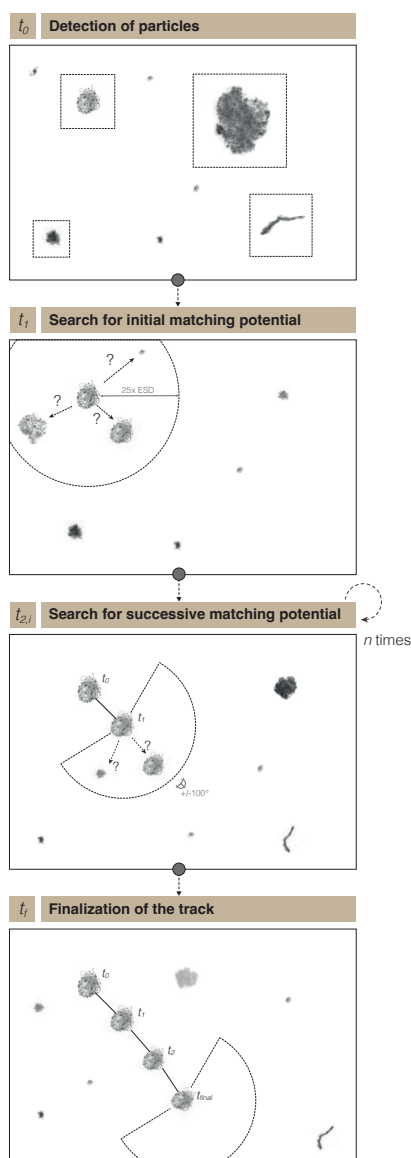 t0 Detection of particles
t1 Search for initial matching potential
?
?
25x ESD
?
t2,i Search for successive matching potential
n times
t0
t1
?
?
+/-100°
tf Finalization of the track
t0
t1
t2
tfinal